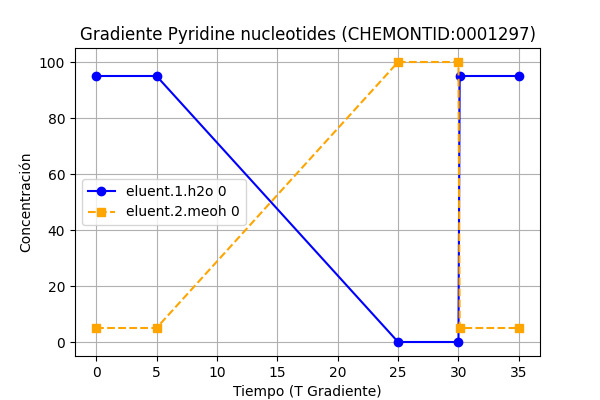 Gradiente Pyridine nucleotides (CHEMONTID:0001297)
100
80
60
40
20
0
Concentración
eluent.1.h2o 0
eluent.2.meoh 0
0 5 10 15 20 25 30 35
Tiempo (T Gradiente)